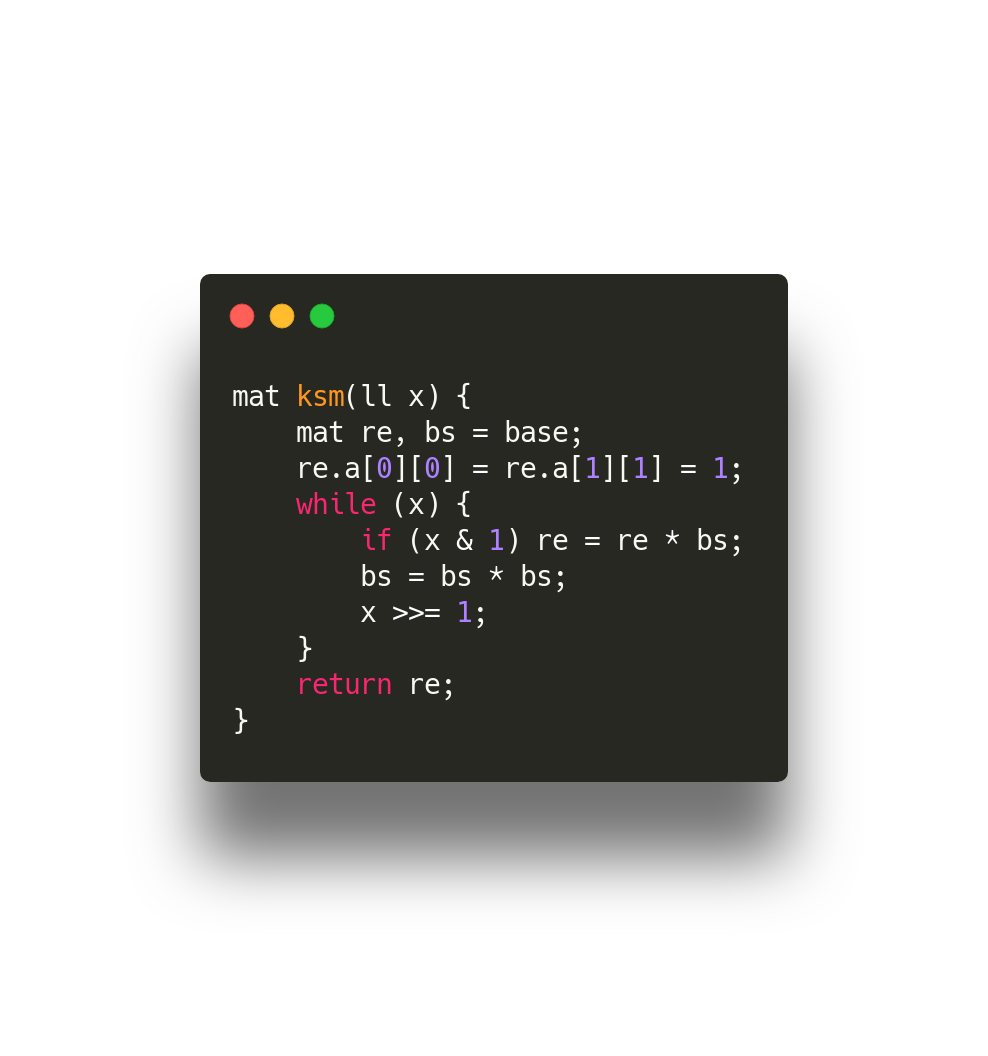 mat ksm(ll x) {
    mat re, bs = base;
    re.a[0][0] = re.a[1][1] = 1;
    while (x) {
        if (x & 1) re = re * bs;
        bs = bs * bs;
        x >>= 1;
    }
    return re;
}